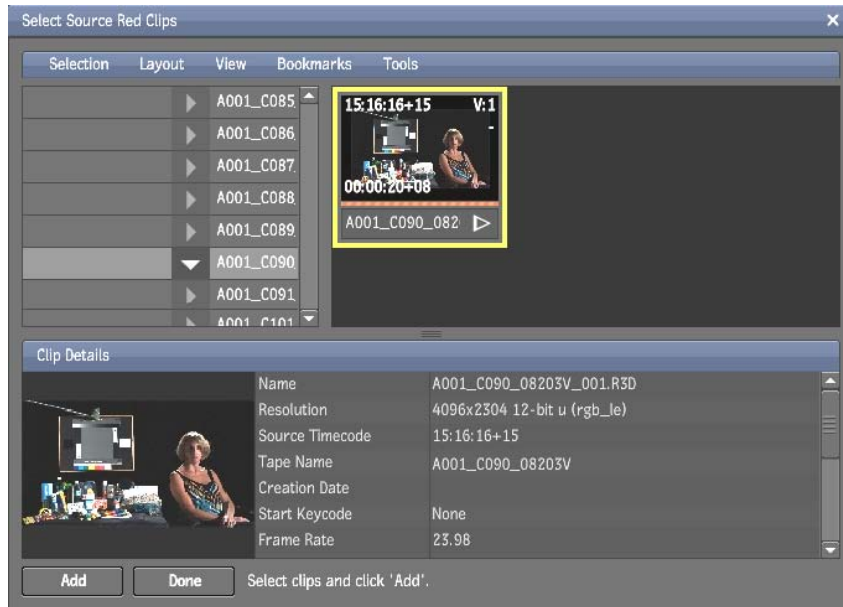 Select Source Red Clips
Selection Layout View Bookmarks Tools
A001_C085
A001_C086
A001_C087
A001_C088
A001_C089
A001_C090
A001_C091
A001_C101
15:16:16+15 V:1
00:00:20+08
A001_C090_082
Clip Details
Name A001_C090_08203V_001.R3D
Resolution 4096x2304 12-bit u (rgb_le)
Source Timecode 15:16:16+15
Tape Name A001_C090_08203V
Creation Date
Start Keycode None
Frame Rate 23.98
Add Done Select clips and click 'Add'.